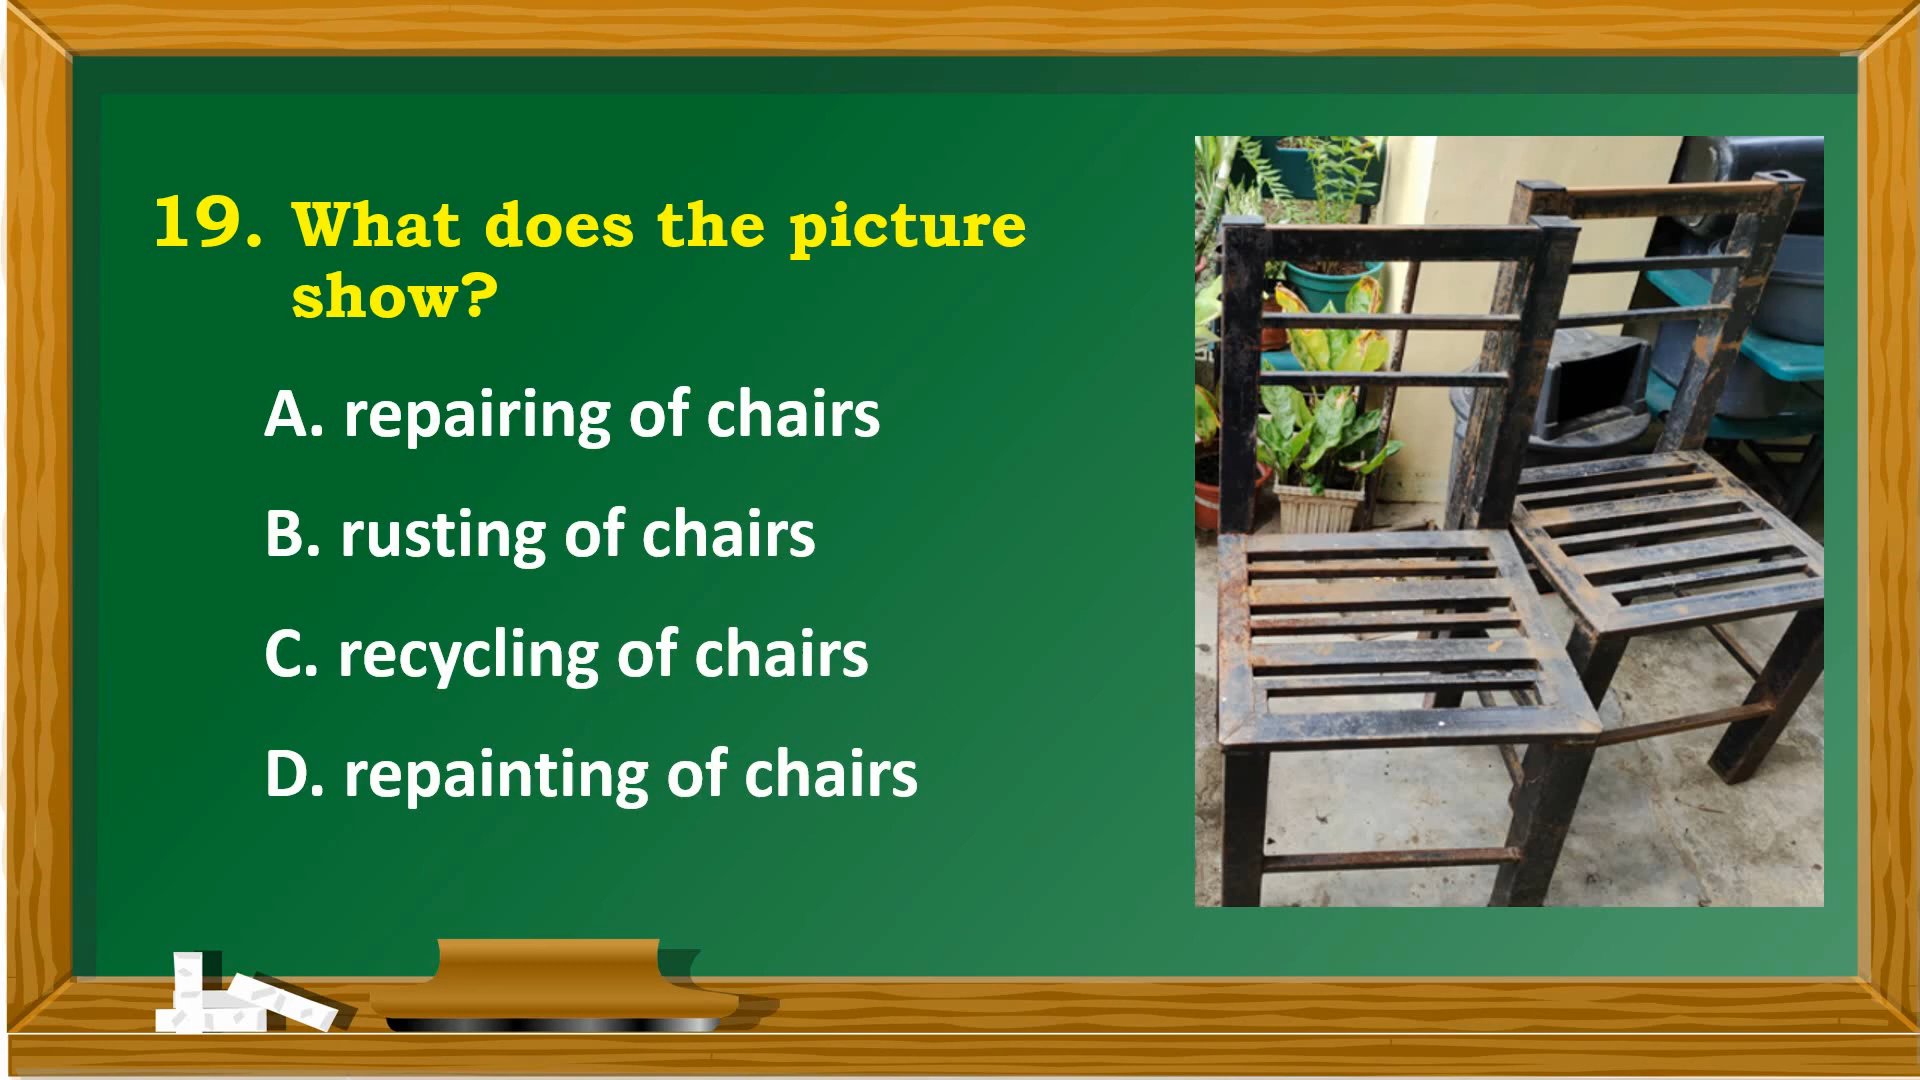 19. What does the picture
show?
A. repairing of chairs
B. rusting of chairs
C. recycling of chairs
D. repainting of chairs